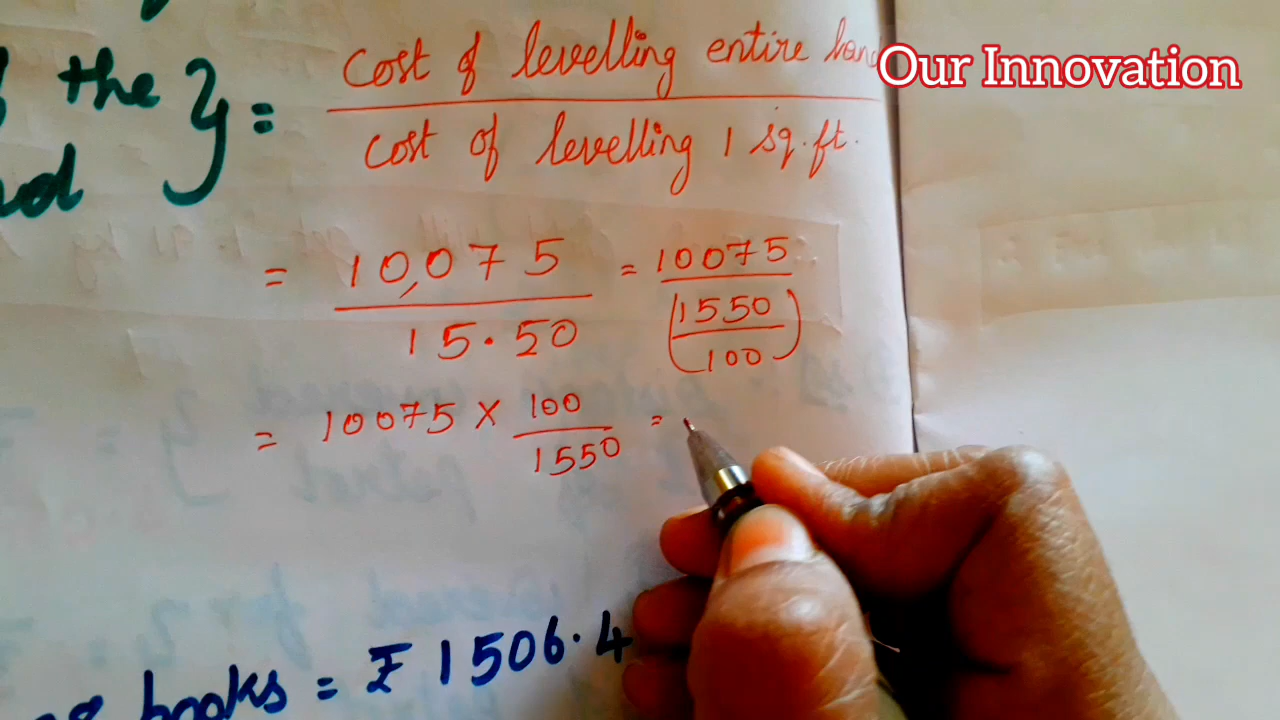 the } = cost of levelling entire
Our Innovation
cost of levelling 1 sq.ft.
= 10,075 / 15.50 = 10075 / (1550 / 100)
= 10075 × 100 / 1550 =
books = ₹ 1506.4